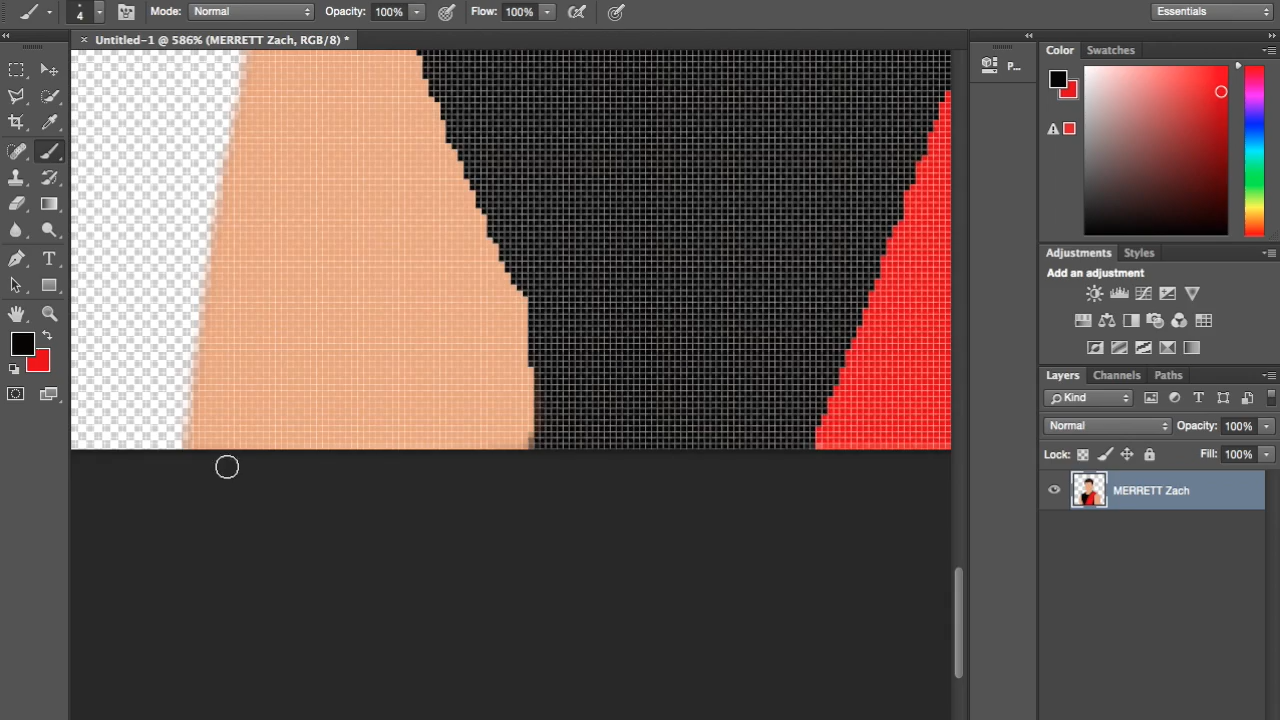 4 Mode: Normal Opacity: 100% Flow: 100% Essentials
× Untitled-1 @ 586% (MERRETT Zach, RGB/8) *
P...
Color Swatches
Adjustments Styles
Add an adjustment
T
Layers Channels Paths
Kind T
Normal Opacity: 100%
Lock: Fill: 100%
MERRETT Zach